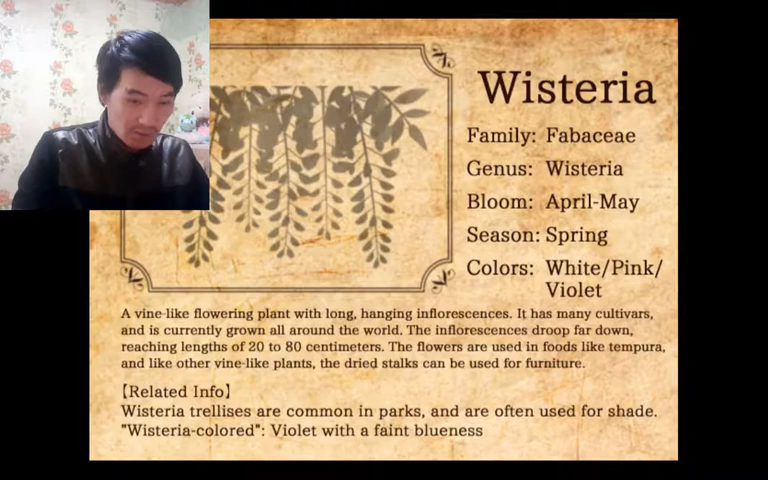 Wisteria
Family: Fabaceae
Genus: Wisteria
Bloom: April-May
Season: Spring
Colors: White/Pink/
Violet
A vine-like flowering plant with long, hanging inflorescences. It has many cultivars,
and is currently grown all around the world. The inflorescences droop far down,
reaching lengths of 20 to 80 centimeters. The flowers are used in foods like tempura,
and like other vine-like plants, the dried stalks can be used for furniture.
【Related Info】
Wisteria trellises are common in parks, and are often used for shade.
"Wisteria-colored": Violet with a faint blueness